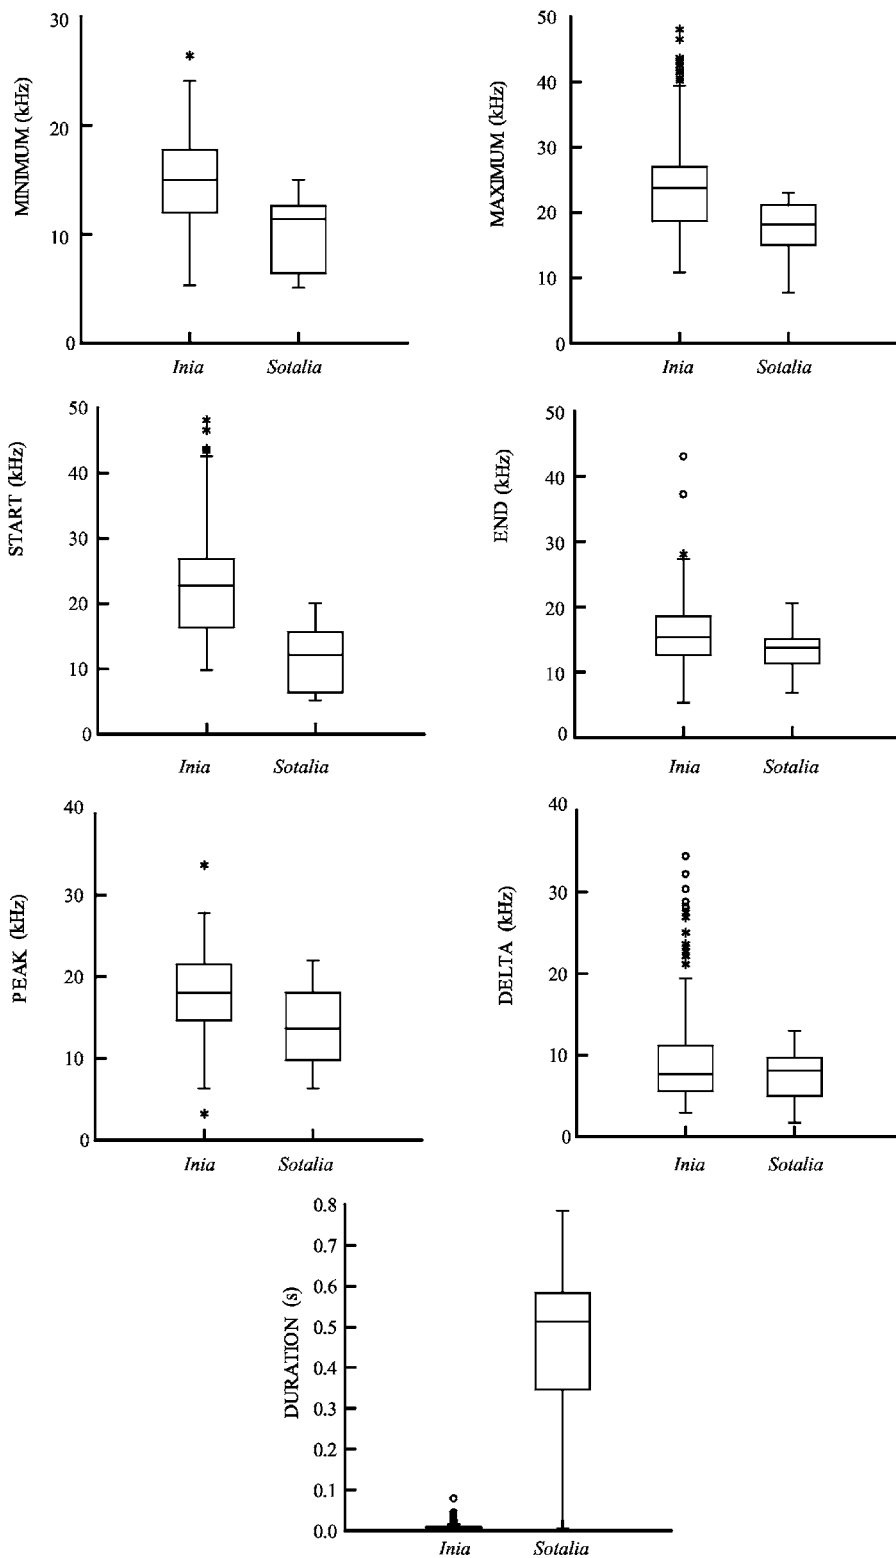 30
20
10
0
MINIMUM (kHz)
Inia Sotalia
50
40
30
20
10
0
MAXIMUM (kHz)
Inia Sotalia
50
40
30
20
10
0
START (kHz)
Inia Sotalia
50
40
30
20
10
0
END (kHz)
Inia Sotalia
40
30
20
10
0
PEAK (kHz)
Inia Sotalia
40
30
20
10
0
DELTA (kHz)
Inia Sotalia
0.8
0.7
0.6
0.5
0.4
0.3
0.2
0.1
0.0
DURATION (s)
Inia Sotalia